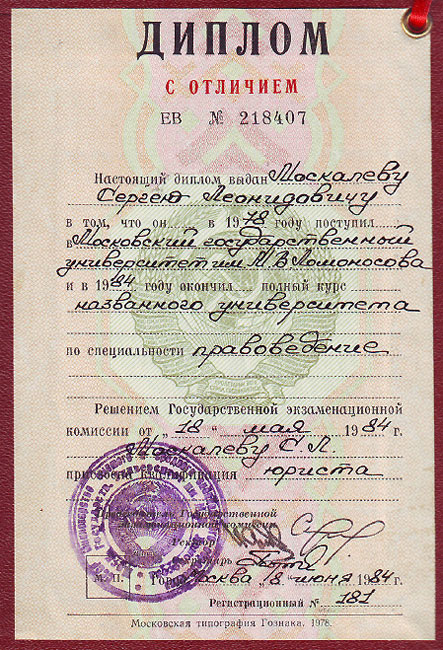 ДИПЛОМ
С ОТЛИЧИЕМ
ЕВ № 218407
Настоящий диплом выдан Москалеву
Сергею Леонидовичу
в том, что он в 1978 году поступил
в Московский государственный
университет им М В Ломоносова
и в 1984 году окончил полный курс
названного университета
по специальности правоведение
Решением Государственной экзаменационной
комиссии от „18" мая 1984 г.
Москалеву С. Л.
присвоена квалификация юриста
Председатель Государственной
экзаменационной комиссии
Ректор
Секретарь
М. П. Город Москва „18" июня 1984 г.
Регистрационный № 181
Московская типография Гознака. 1978.